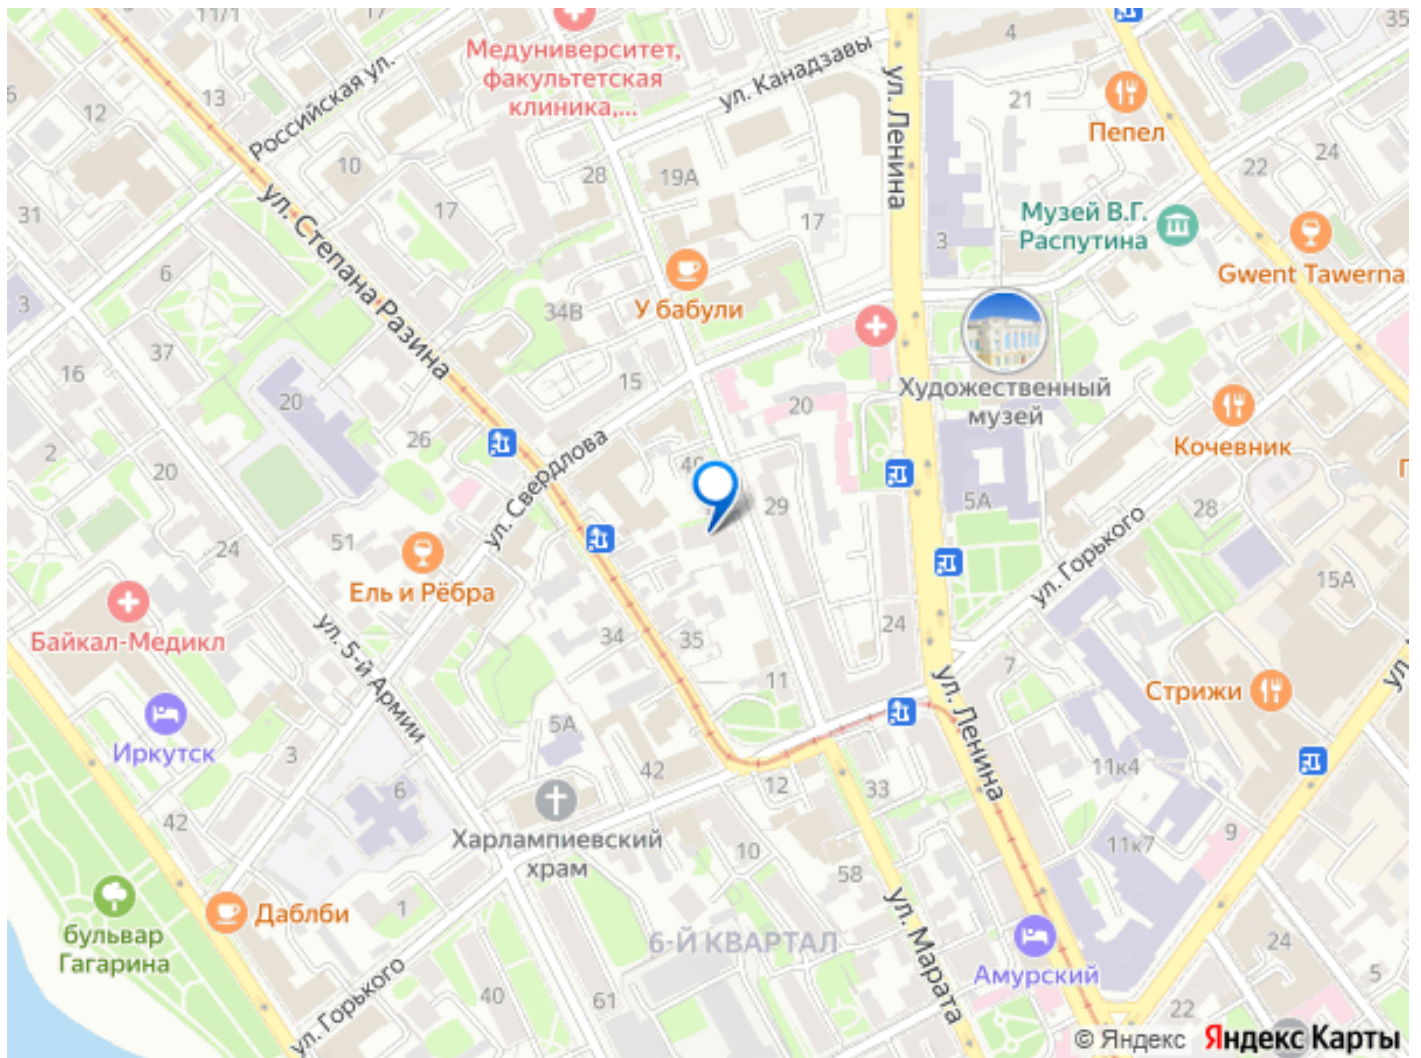 11/1
17
Медуниверситет,
факультетская
клиника,...
4
35
ул. Канадзавы
ул. Ленина
Российская ул.
13
12
5
21
Пепел
10
28
19А
22
24
31
17
17
Музей В.Г.
Распутина
3
ул. Степана Разина
6
3
Gwent Tawerna.
34В
У бабули
37
16
15
20
Художественный
музей
20
26
Кочевник
2
20
ул. Свердлова
29
5А
28
24
51
Ель и Рёбра
ул. Горького
15А
Байкал-Медикл
ул. 5-й Армии
34
35
24
7
11
Стрижи
ул.
5А
ул. Ленина
Иркутск
3
42
12
33
11к4
6
42
Харлампиевский
храм
10
11к7
9
58
Даблби
1
бульвар
Гагарина
6-Й КВАРТАЛ
ул. Марата
Амурский
24
5
ул. Горького
40
61
22
© Яндекс Яндекс Карты